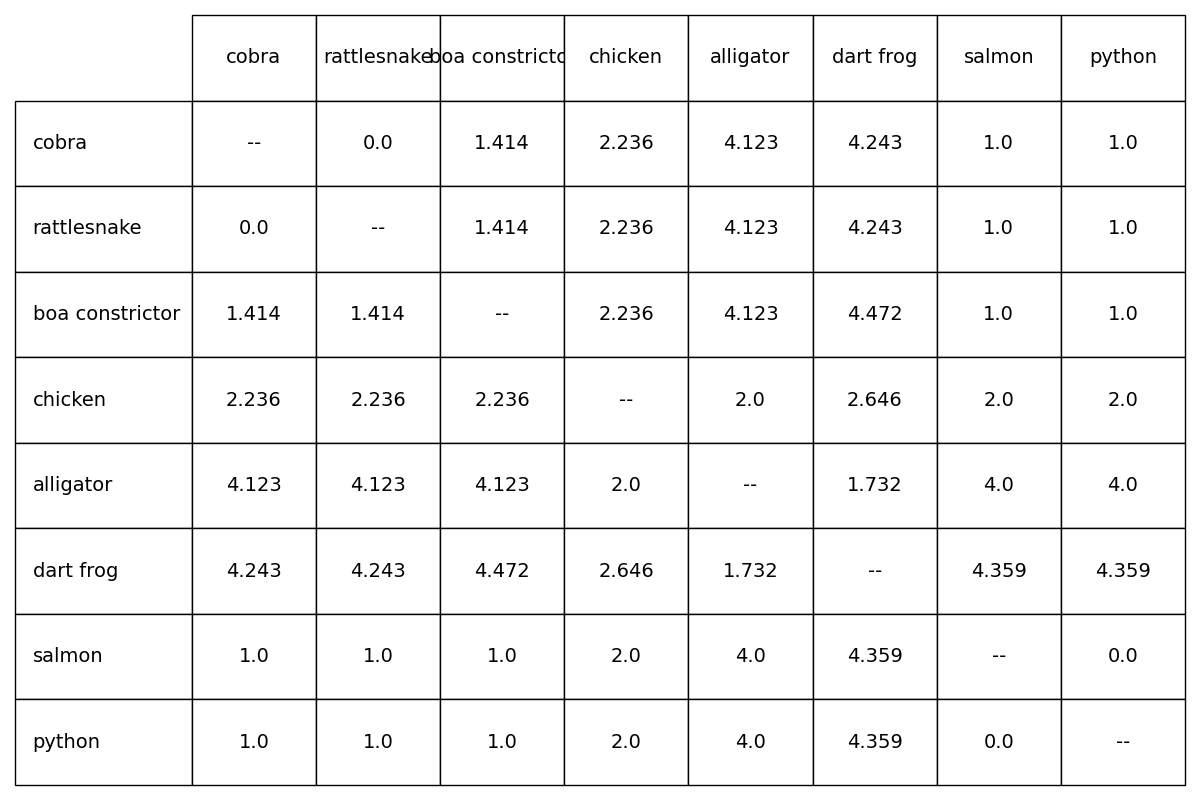 cobra rattlesnake boa constricto chicken alligator dart frog salmon python
cobra -- 0.0 1.414 2.236 4.123 4.243 1.0 1.0
rattlesnake 0.0 -- 1.414 2.236 4.123 4.243 1.0 1.0
boa constrictor 1.414 1.414 -- 2.236 4.123 4.472 1.0 1.0
chicken 2.236 2.236 2.236 -- 2.0 2.646 2.0 2.0
alligator 4.123 4.123 4.123 2.0 -- 1.732 4.0 4.0
dart frog 4.243 4.243 4.472 2.646 1.732 -- 4.359 4.359
salmon 1.0 1.0 1.0 2.0 4.0 4.359 -- 0.0
python 1.0 1.0 1.0 2.0 4.0 4.359 0.0 --